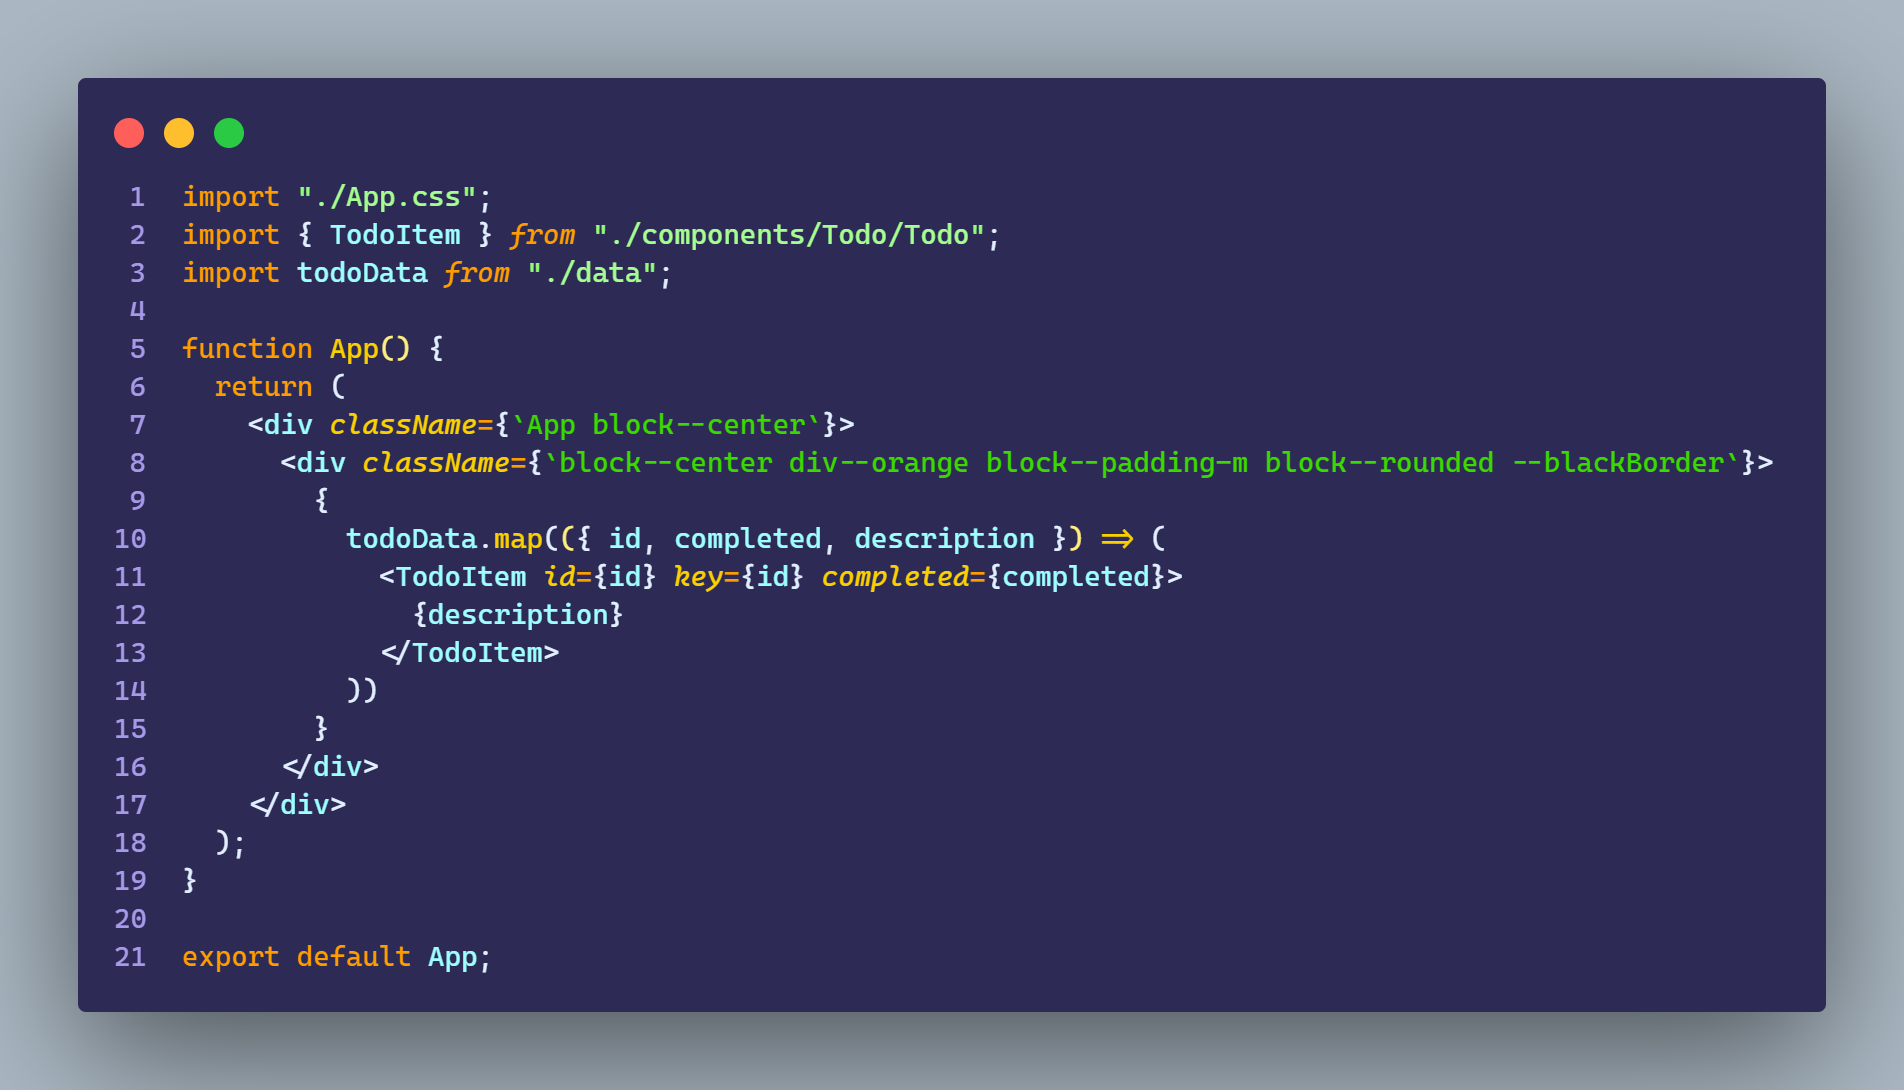 1 import "./App.css";
2 import { TodoItem } from "./components/Todo/Todo";
3 import todoData from "./data";
4
5 function App() {
6   return (
7     <div className={`App block--center`}>
8       <div className={`block--center div--orange block--padding-m block--rounded --blackBorder`}>
9         {
10           todoData.map(({ id, completed, description }) => (
11             <TodoItem id={id} key={id} completed={completed}>
12               {description}
13             </TodoItem>
14           ))
15         }
16       </div>
17     </div>
18   );
19 }
20
21 export default App;